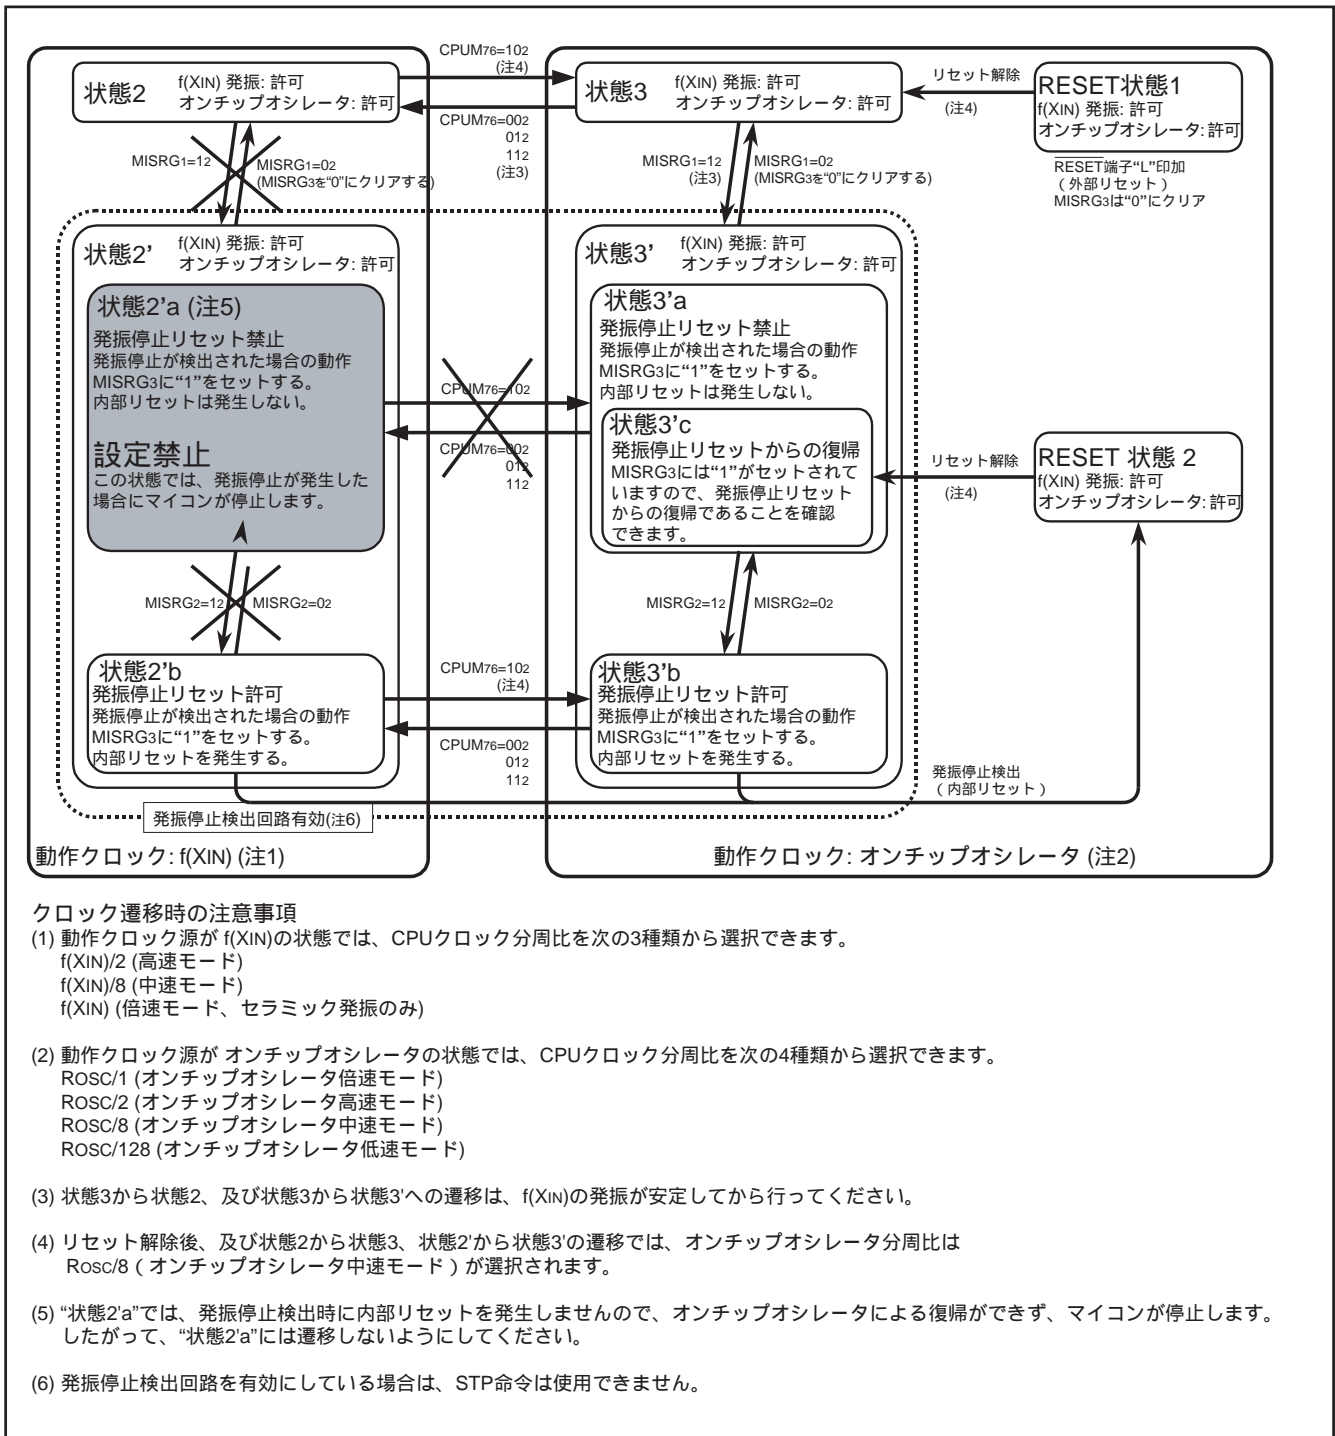 CPUM76=102
(注4)
状態2
f(XIN) 発振: 許可
オンチップオシレータ: 許可
状態3
f(XIN) 発振: 許可
オンチップオシレータ: 許可
リセット解除
(注4)
RESET状態1
f(XIN) 発振: 許可
オンチップオシレータ: 許可
CPUM76=002
012
112
(注3)
MISRG1=12
MISRG1=02
(MISRG3を“0”にクリアする)
MISRG1=12
(注3)
MISRG1=02
(MISRG3を“0”にクリアする)
RESET端子“L”印加
(外部リセット)
MISRG3は“0”にクリア
状態2'
f(XIN) 発振: 許可
オンチップオシレータ: 許可
状態2'a (注5)
発振停止リセット禁止
発振停止が検出された場合の動作
MISRG3に“1”をセットする。
内部リセットは発生しない。
設定禁止
この状態では、発振停止が発生した
場合にマイコンが停止します。
CPUM76=102
CPUM76=002
012
112
状態3'
f(XIN) 発振: 許可
オンチップオシレータ: 許可
状態3'a
発振停止リセット禁止
発振停止が検出された場合の動作
MISRG3に“1”をセットする。
内部リセットは発生しない。
状態3'c
発振停止リセットからの復帰
MISRG3には“1”がセットされて
いますので、発振停止リセット
からの復帰であることを確認
できます。
リセット解除
(注4)
RESET 状態 2
f(XIN) 発振: 許可
オンチップオシレータ: 許可
MISRG2=12
MISRG2=02
MISRG2=12
MISRG2=02
状態2'b
発振停止リセット許可
発振停止が検出された場合の動作
MISRG3に“1”をセットする。
内部リセットを発生する。
CPUM76=102
(注4)
CPUM76=002
012
112
状態3'b
発振停止リセット許可
発振停止が検出された場合の動作
MISRG3に“1”をセットする。
内部リセットを発生する。
発振停止検出
(内部リセット)
発振停止検出回路有効(注6)
動作クロック: f(XIN) (注1)
動作クロック: オンチップオシレータ (注2)
クロック遷移時の注意事項
(1) 動作クロック源が f(XIN)の状態では、CPUクロック分周比を次の3種類から選択できます。
f(XIN)/2 (高速モード)
f(XIN)/8 (中速モード)
f(XIN) (倍速モード、セラミック発振のみ)
(2) 動作クロック源が オンチップオシレータの状態では、CPUクロック分周比を次の4種類から選択できます。
ROSC/1 (オンチップオシレータ倍速モード)
ROSC/2 (オンチップオシレータ高速モード)
ROSC/8 (オンチップオシレータ中速モード)
ROSC/128 (オンチップオシレータ低速モード)
(3) 状態3から状態2、及び状態3から状態3'への遷移は、f(XIN)の発振が安定してから行ってください。
(4) リセット解除後、及び状態2から状態3、状態2'から状態3'の遷移では、オンチップオシレータ分周比は
ROSC/8(オンチップオシレータ中速モード)が選択されます。
(5) “状態2'a”では、発振停止検出時に内部リセットを発生しませんので、オンチップオシレータによる復帰ができず、マイコンが停止します。
したがって、“状態2'a”には遷移しないようにしてください。
(6) 発振停止検出回路を有効にしている場合は、STP命令は使用できません。